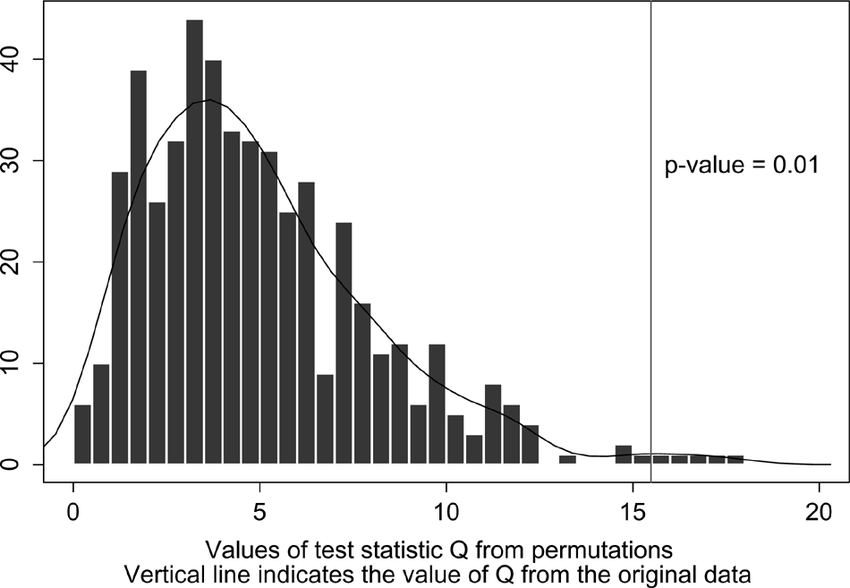 40
30
20
10
0
p-value = 0.01
0 5 10 15 20
Values of test statistic Q from permutations
Vertical line indicates the value of Q from the original data